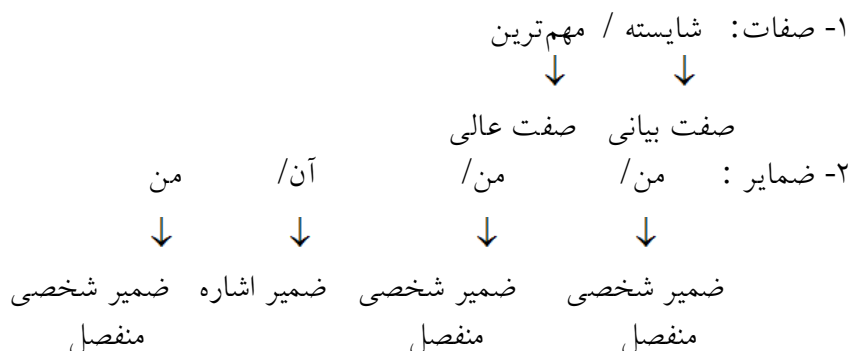 ۱- صفات: شایسته / مهم‌ترین
↓ ↓
صفت بیانی صفت عالی
۲- ضمایر : من/ من/ آن/ من
↓ ↓ ↓ ↓
ضمیر شخصی ضمیر شخصی ضمیر اشاره ضمیر شخصی
منفصل منفصل منفصل